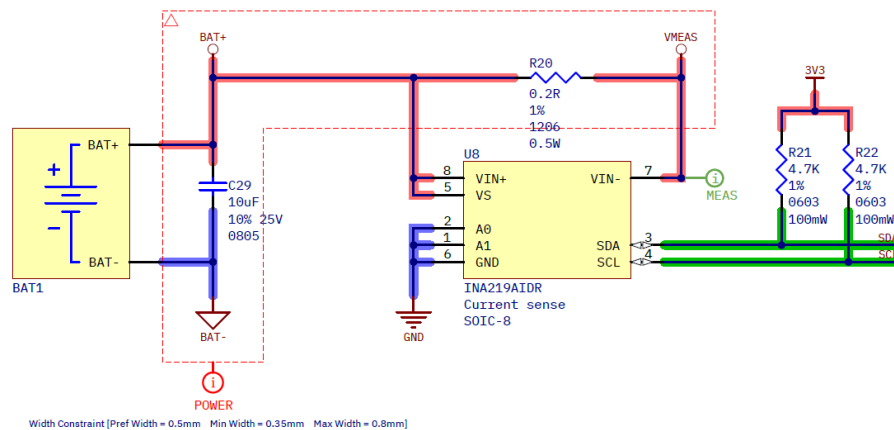 BAT+
VMEAS
R20
0.2R
1%
1206
0.5W
3V3
BAT+
BAT-
BAT1
C29
10uF
10% 25V
0805
BAT-
U8
8 VIN+
5 VS
2 A0
1 A1
6 GND
VIN- 7
SDA 3
SCL 4
INA219AIDR
Current sense
SOIC-8
GND
i MEAS
R21
4.7K
1%
0603
100mW
R22
4.7K
1%
0603
100mW
SDA
SCL
i
POWER
Width Constraint [Pref Width = 0.5mm Min Width = 0.35mm Max Width = 0.8mm]